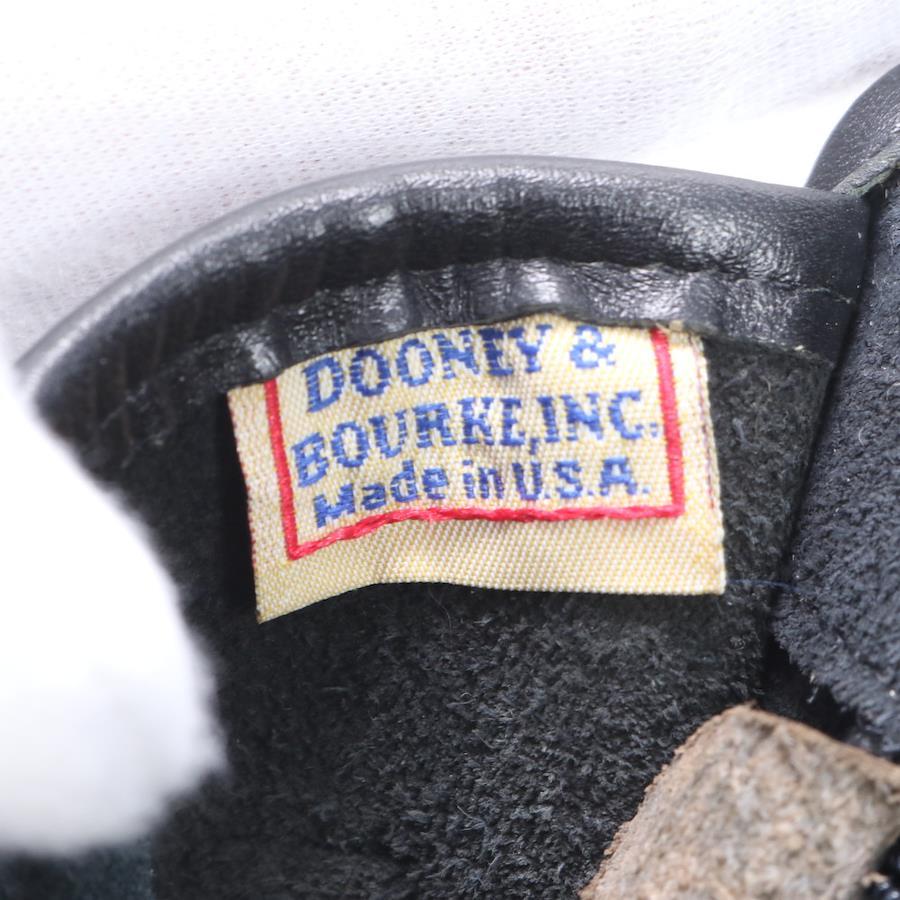 DOONEY &
BOURKE, INC.
Made in U.S.A.